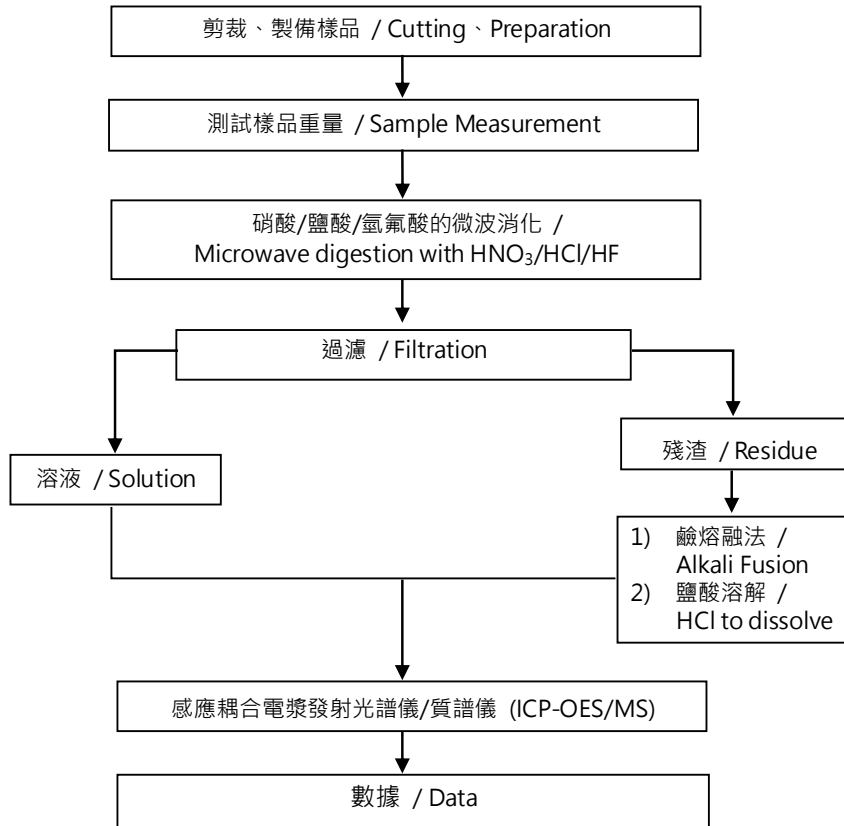 剪裁、製備樣品 / Cutting、Preparation
測試樣品重量 / Sample Measurement
硝酸/鹽酸/氫氟酸的微波消化 /
Microwave digestion with HNO₃/HCl/HF
過濾 / Filtration
溶液 / Solution
殘渣 / Residue
1) 鹼熔融法 /
Alkali Fusion
2) 鹽酸溶解 /
HCl to dissolve
感應耦合電漿發射光譜儀/質譜儀 (ICP-OES/MS)
數據 / Data